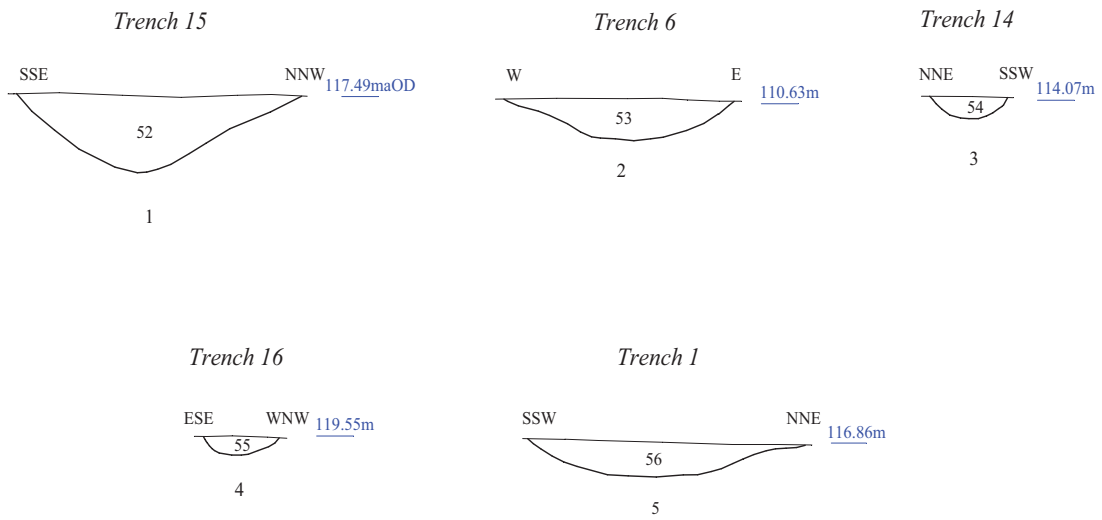 Trench 15
SSE NNW 117.49maOD
52
1
Trench 6
W E 110.63m
53
2
Trench 14
NNE SSW 114.07m
54
3
Trench 16
ESE WNW 119.55m
55
4
Trench 1
SSW NNE 116.86m
56
5